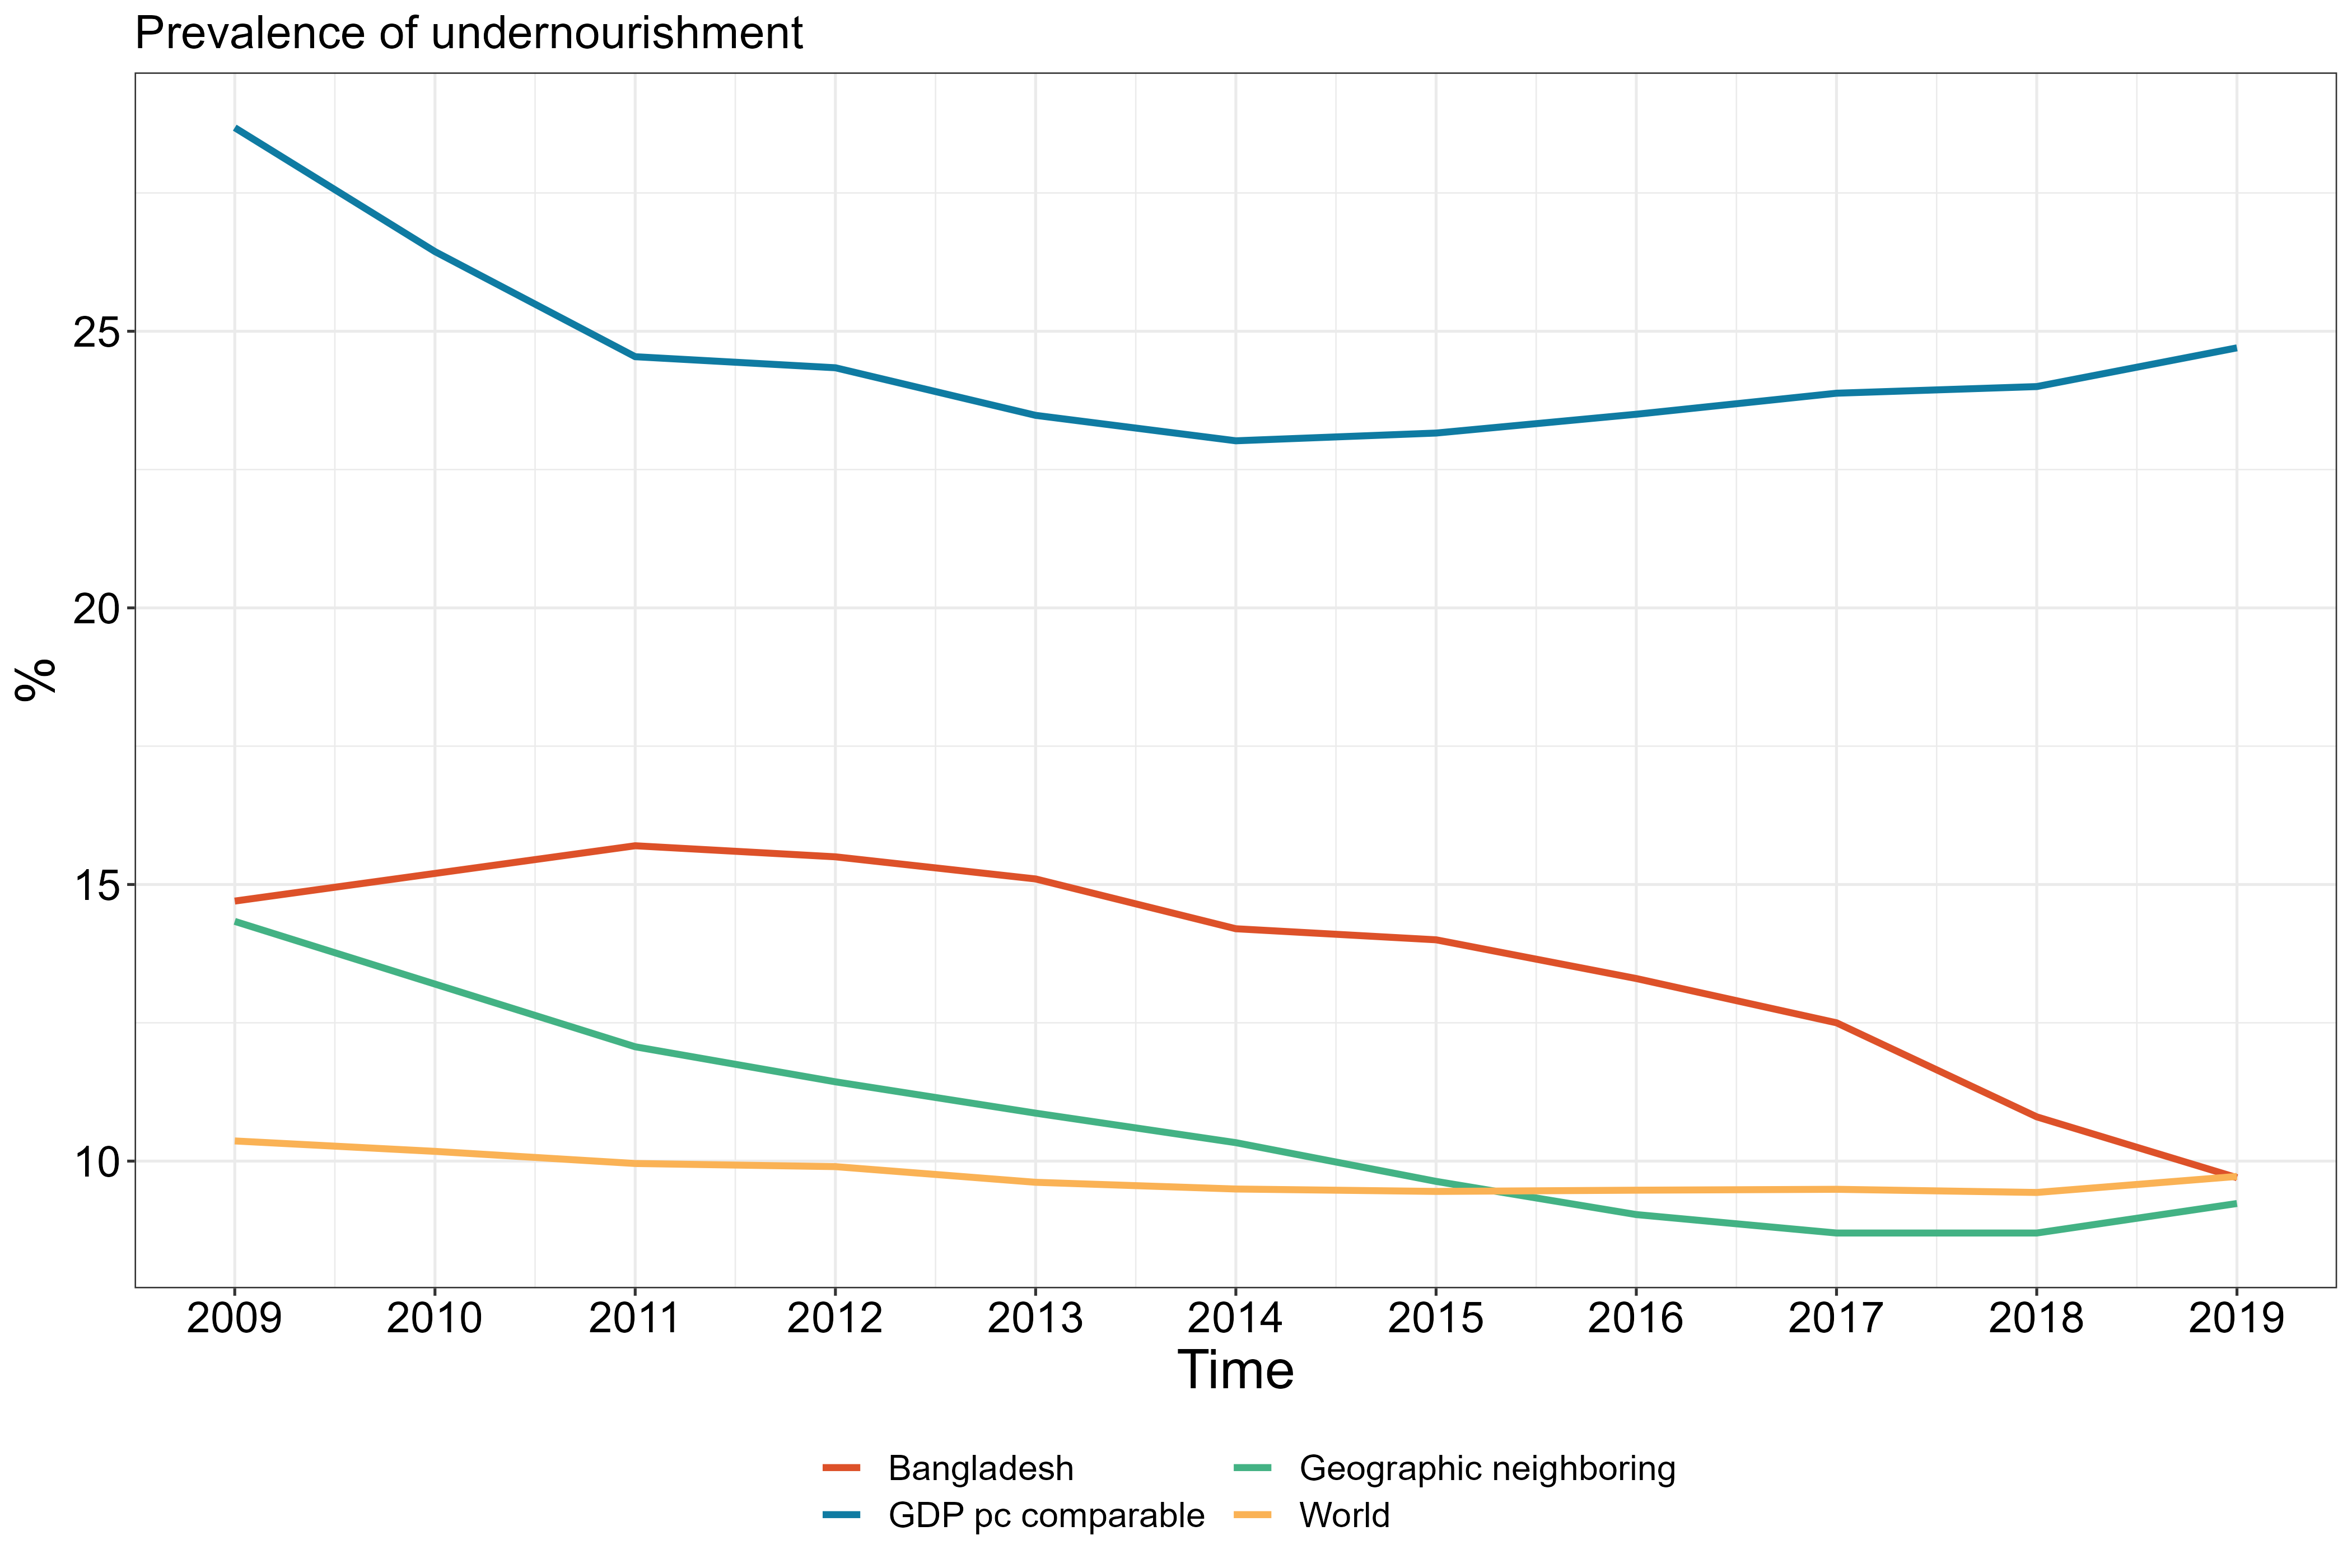 Prevalence of undernourishment
%
25
20
15
10
2009 2010 2011 2012 2013 2014 2015 2016 2017 2018 2019
Time
Bangladesh Geographic neighboring
GDP pc comparable World